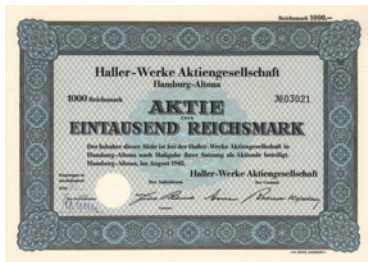 Reichsmark 1000.—
Haller-Werke Aktiengesellschaft
Hamburg-Altona
1000 Reichsmark
№03021
AKTIE
ÜBER
EINTAUSEND REICHSMARK
Der Inhaber dieser Aktie ist bei der Haller-Werke Aktiengesellschaft in
Hamburg-Altona nach Maßgabe ihrer Satzung als Aktionär beteiligt.
Hamburg-Altona, im August 1942.
Haller-Werke Aktiengesellschaft
Der Aufsichtsrat
Der Vorstand